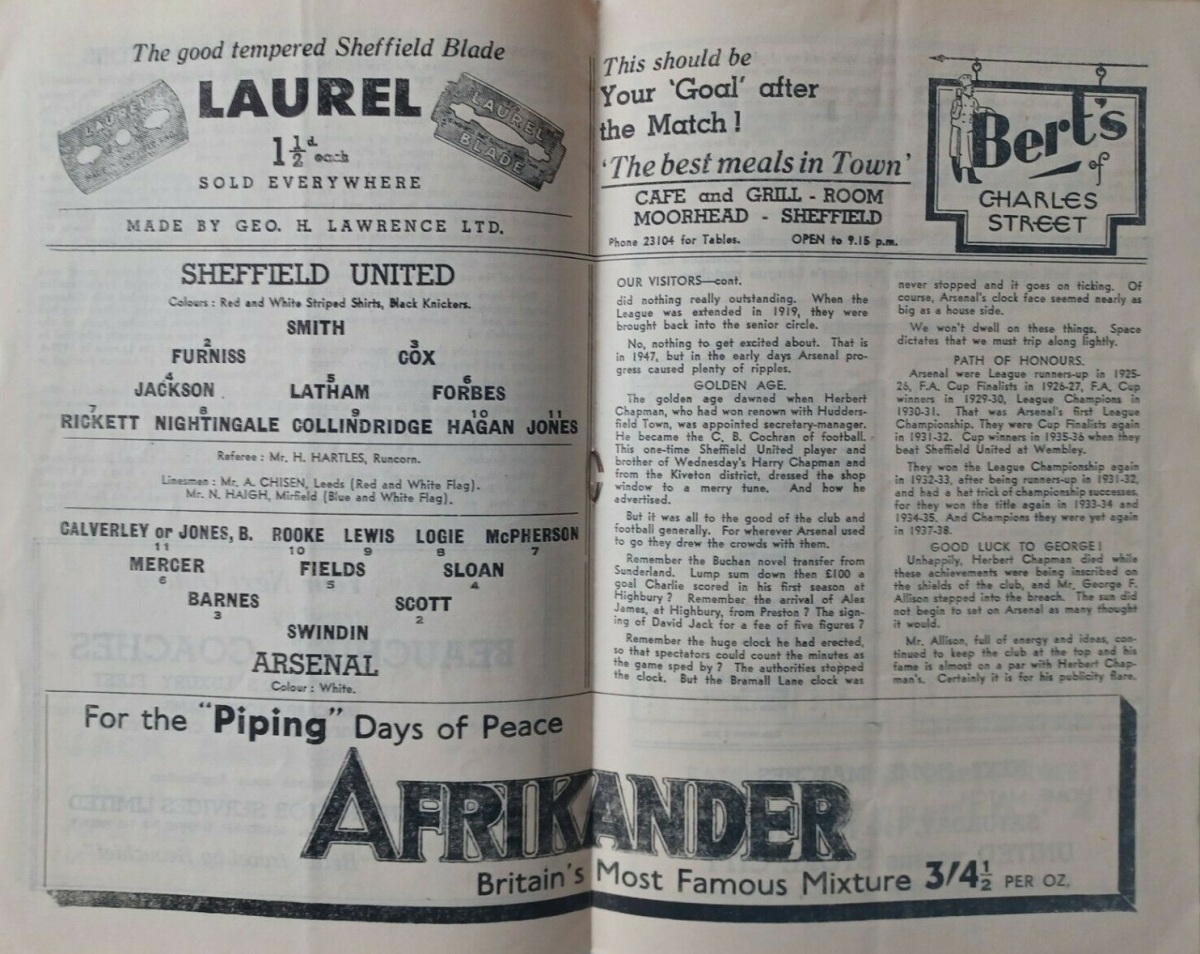 The good tempered Sheffield Blade
LAUREL
LAUREL
LAUREL
BLADE
1½d. each
SOLD EVERYWHERE
MADE BY GEO. H. LAWRENCE LTD.
SHEFFIELD UNITED
Colours : Red and White Striped Shirts, Black Knickers.
SMITH
2 3
FURNISS COX
4 5 6
JACKSON LATHAM FORBES
7 8 9 10 11
RICKETT NIGHTINGALE COLLINDRIDGE HAGAN JONES
Referee : Mr. H. HARTLES, Runcorn.
Linesmen : Mr. A. CHISEN, Leeds (Red and White Flag).
Mr. N. HAIGH, Mirfield (Blue and White Flag).
CALVERLEY or JONES, B. ROOKE LEWIS LOGIE McPHERSON
11 10 9 8 7
MERCER FIELDS SLOAN
6 5 4
BARNES SCOTT
3 2
SWINDIN
ARSENAL
Colour : White.
This should be
Your 'Goal' after
the Match !
'The best meals in Town'
CAFE and GRILL - ROOM
MOORHEAD - SHEFFIELD
Phone 23104 for Tables. OPEN to 9.15 p.m.
Bert's
of
CHARLES
STREET
OUR VISITORS—cont.
did nothing really outstanding. When the
League was extended in 1919, they were
brought back into the senior circle.
No, nothing to get excited about. That is
in 1947, but in the early days Arsenal pro-
gress caused plenty of ripples.
GOLDEN AGE.
The golden age dawned when Herbert
Chapman, who had won renown with Hudders-
field Town, was appointed secretary-manager.
He became the C. B. Cochran of football.
This one-time Sheffield United player and
brother of Wednesday's Harry Chapman and
from the Kiveton district, dressed the shop
window to a merry tune. And how he
advertised.
But it was all to the good of the club and
football generally. For wherever Arsenal used
to go they drew the crowds with them.
Remember the Buchan novel transfer from
Sunderland. Lump sum down then £100 a
goal Charlie scored in his first season at
Highbury ? Remember the arrival of Alex
James, at Highbury, from Preston ? The sign-
ing of David Jack for a fee of five figures ?
Remember the huge clock he had erected,
so that spectators could count the minutes as
the game sped by ? The authorities stopped
the clock. But the Bramall Lane clock was
never stopped and it goes on ticking. Of
course, Arsenal's clock face seemed nearly as
big as a house side.
We won't dwell on these things. Space
dictates that we must trip along lightly.
PATH OF HONOURS.
Arsenal were League runners-up in 1925-
26, F.A. Cup Finalists in 1926-27, F.A. Cup
winners in 1929-30, League Champions in
1930-31. That was Arsenal's first League
Championship. They were Cup Finalists again
in 1931-32. Cup winners in 1935-36 when they
beat Sheffield United at Wembley.
They won the League Championship again
in 1932-33, after being runners-up in 1931-32,
and had a hat trick of championship successes,
for they won the title again in 1933-34 and
1934-35. And Champions they were yet again
in 1937-38.
GOOD LUCK TO GEORGE !
Unhappily, Herbert Chapman died while
these achievements were being inscribed on
the shields of the club, and Mr. George F.
Allison stepped into the breach. The sun did
not begin to set on Arsenal as many thought
it would.
Mr. Allison, full of energy and ideas, con-
tinued to keep the club at the top and his
fame is almost on a par with Herbert Chap-
man's. Certainly it is for his publicity flare.
For the "Piping" Days of Peace
AFRIKANDER
Britain's Most Famous Mixture 3/4½ PER OZ.